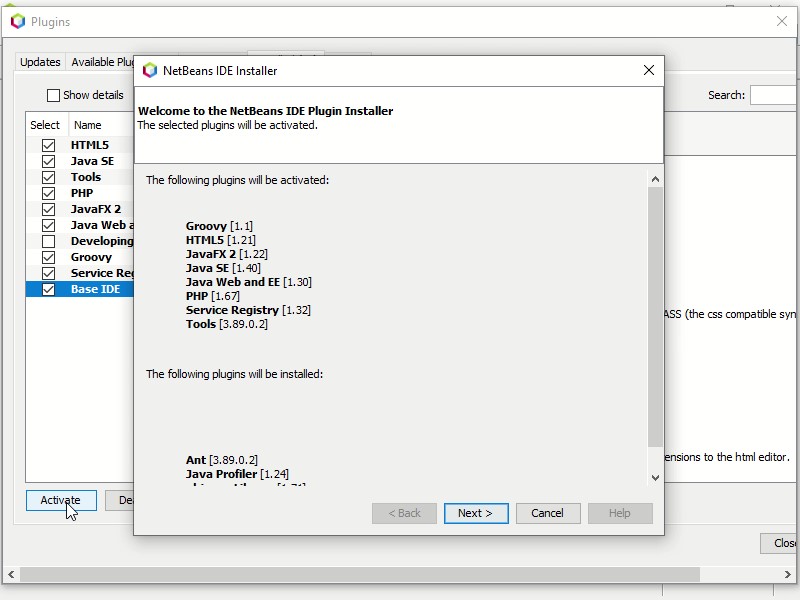 Plugins
Updates
Available Plug
NetBeans IDE Installer
Show details
Search:
Welcome to the NetBeans IDE Plugin Installer
The selected plugins will be activated.
Select Name
HTML5
Java SE
Tools
PHP
JavaFX 2
Java Web a
Developing
Groovy
Service Reg
Base IDE
The following plugins will be activated:
Groovy [1.1]
HTML5 [1.21]
JavaFX 2 [1.22]
Java SE [1.40]
Java Web and EE [1.30]
PHP [1.67]
Service Registry [1.32]
Tools [3.89.0.2]
ASS (the css compatible syn
The following plugins will be installed:
Ant [3.89.0.2]
Java Profiler [1.24]
ensions to the html editor.
Activate
Dea
< Back
Next >
Cancel
Help
Close